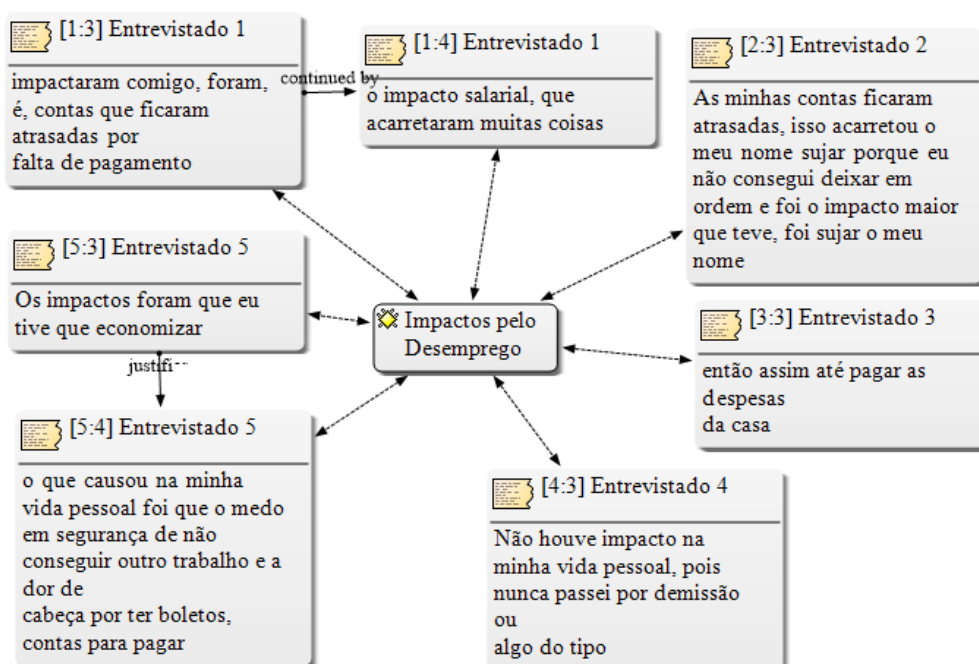 [1:3] Entrevistado 1
impactaram comigo, foram,
é, contas que ficaram
atrasadas por
falta de pagamento
continued by
[1:4] Entrevistado 1
o impacto salarial, que
acarretaram muitas coisas
[2:3] Entrevistado 2
As minhas contas ficaram
atrasadas, isso acarretou o
meu nome sujar porque eu
não consegui deixar em
ordem e foi o impacto maior
que teve, foi sujar o meu
nome
[5:3] Entrevistado 5
Os impactos foram que eu
tive que economizar
justifi--
Impactos pelo
Desemprego
[3:3] Entrevistado 3
então assim até pagar as
despesas
da casa
[5:4] Entrevistado 5
o que causou na minha
vida pessoal foi que o medo
em segurança de não
conseguir outro trabalho e a
dor de
cabeça por ter boletos,
contas para pagar
[4:3] Entrevistado 4
Não houve impacto na
minha vida pessoal, pois
nunca passei por demissão
ou
algo do tipo